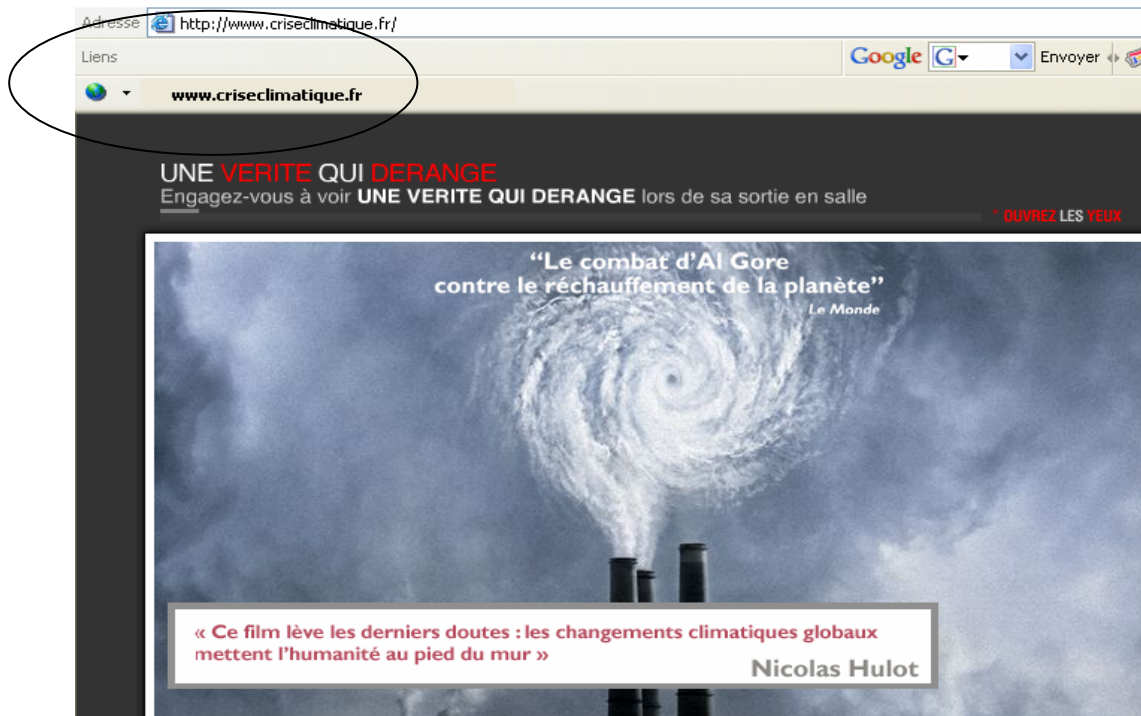 Adresse http://www.criseclimatique.fr/
Liens Google G Envoyer
www.criseclimatique.fr
UNE VERITE QUI DERANGE
Engagez-vous à voir UNE VERITE QUI DERANGE lors de sa sortie en salle
* OUVREZ LES YEUX
“Le combat d’Al Gore
contre le réchauffement de la planète”
Le Monde
« Ce film lève les derniers doutes : les changements climatiques globaux
mettent l’humanité au pied du mur »
Nicolas Hulot